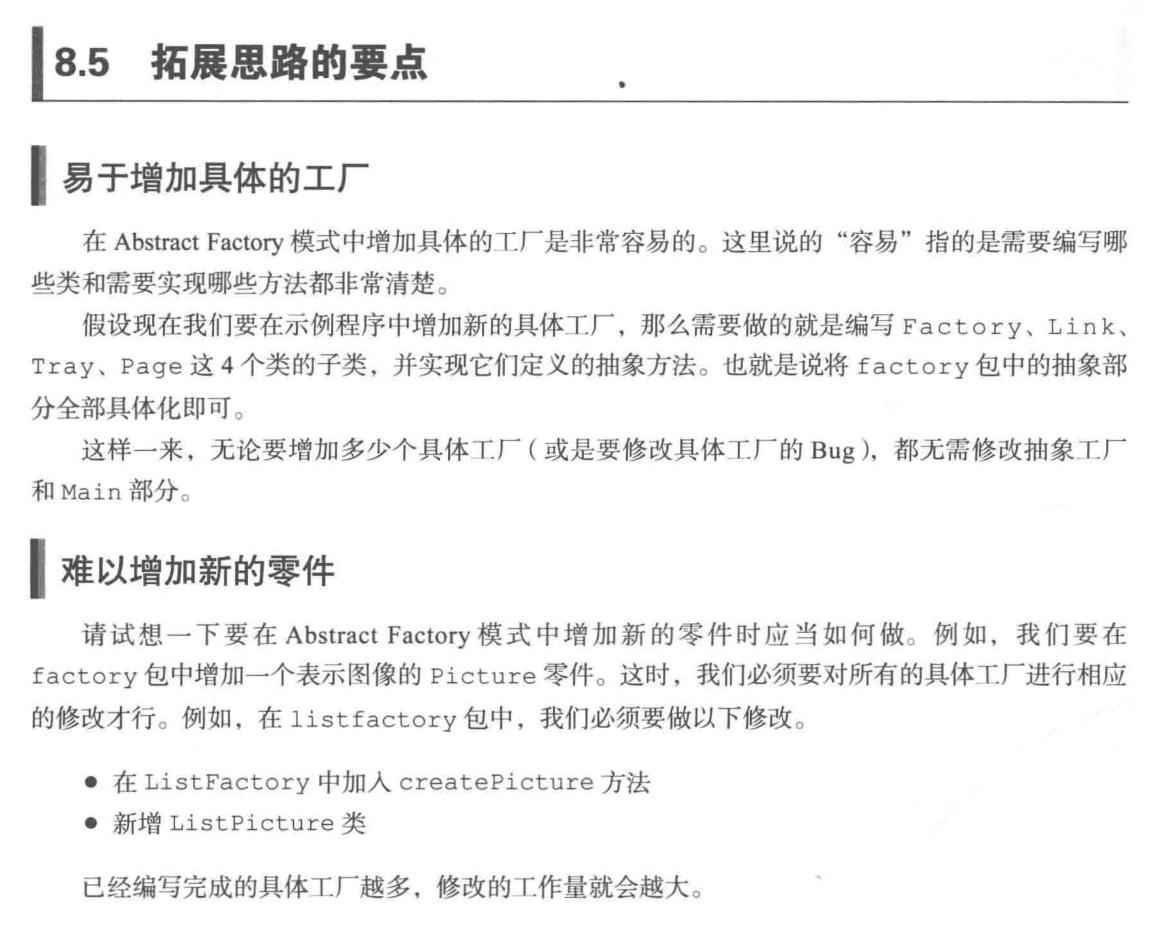 8.5 拓展思路的要点
易于增加具体的工厂
在 Abstract Factory 模式中增加具体的工厂是非常容易的。这里说的“容易”指的是需要编写哪
些类和需要实现哪些方法都非常清楚。
假设现在我们要在示例程序中增加新的具体工厂，那么需要做的就是编写 Factory、Link、
Tray、Page 这 4 个类的子类，并实现它们定义的抽象方法。也就是说将 factory 包中的抽象部
分全部具体化即可。
这样一来，无论要增加多少个具体工厂（或是要修改具体工厂的 Bug），都无需修改抽象工厂
和 Main 部分。
难以增加新的零件
请试想一下要在 Abstract Factory 模式中增加新的零件时应当如何做。例如，我们要在
factory 包中增加一个表示图像的 Picture 零件。这时，我们必须要对所有的具体工厂进行相应
的修改才行。例如，在 listfactory 包中，我们必须要做以下修改。
● 在 ListFactory 中加入 createPicture 方法
● 新增 ListPicture 类
已经编写完成的具体工厂越多，修改的工作量就会越大。